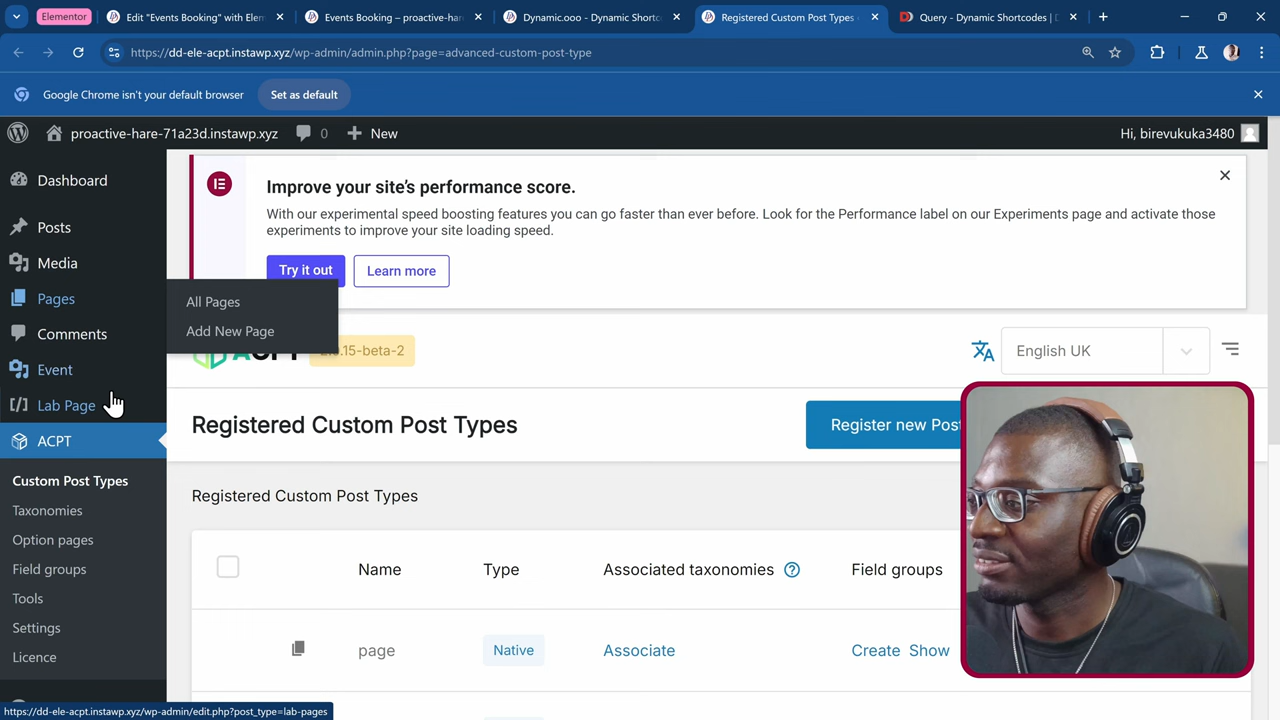 Elementor
Edit "Events Booking" with Elem
Events Booking – proactive-har
Dynamic.ooo - Dynamic Shortc
Registered Custom Post Types
Query - Dynamic Shortcodes | D
https://dd-ele-acpt.instawp.xyz/wp-admin/admin.php?page=advanced-custom-post-type
Google Chrome isn't your default browser
Set as default
proactive-hare-71a23d.instawp.xyz
0
New
Hi, birevukuka3480
Dashboard
Posts
Media
Pages
All Pages
Add New Page
Comments
Event
Lab Page
ACPT
Custom Post Types
Taxonomies
Option pages
Field groups
Tools
Settings
Licence
Improve your site's performance score.
With our experimental speed boosting features you can go faster than ever before. Look for the Performance label on our Experiments page and activate those
experiments to improve your site loading speed.
Try it out
Learn more
English UK
Registered Custom Post Types
Register new Pos
Registered Custom Post Types
Name
Type
Associated taxonomies
Field groups
page
Native
Associate
Create
Show
https://dd-ele-acpt.instawp.xyz/wp-admin/edit.php?post_type=lab-pages